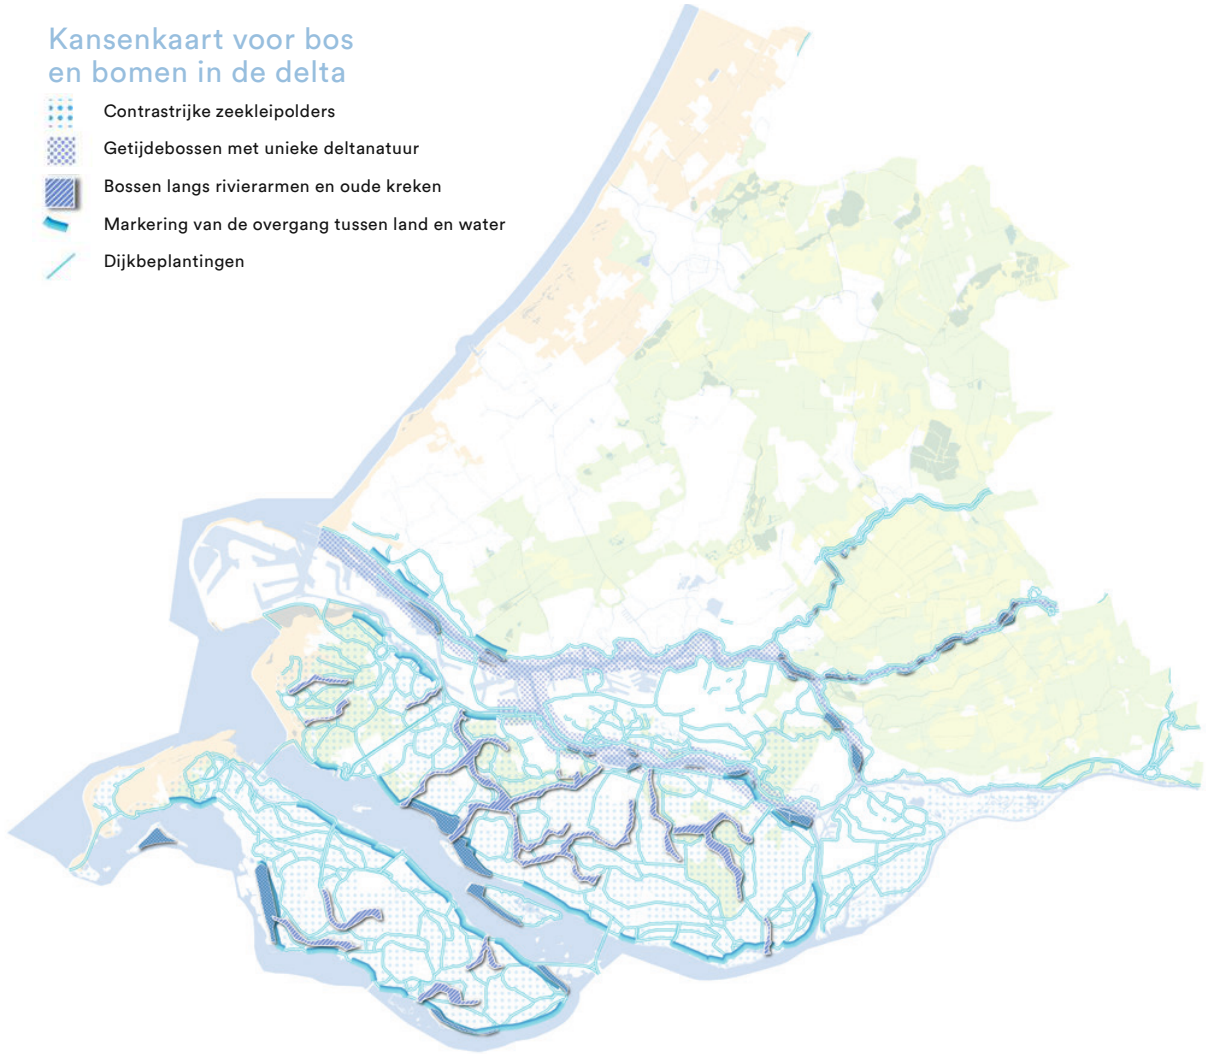 Kansenkaart voor bos
en bomen in de delta
Contrastrijke zeekleipolders
Getijdebossen met unieke deltanatuur
Bossen langs rivierarmen en oude kreken
Markering van de overgang tussen land en water
Dijkbeplantingen